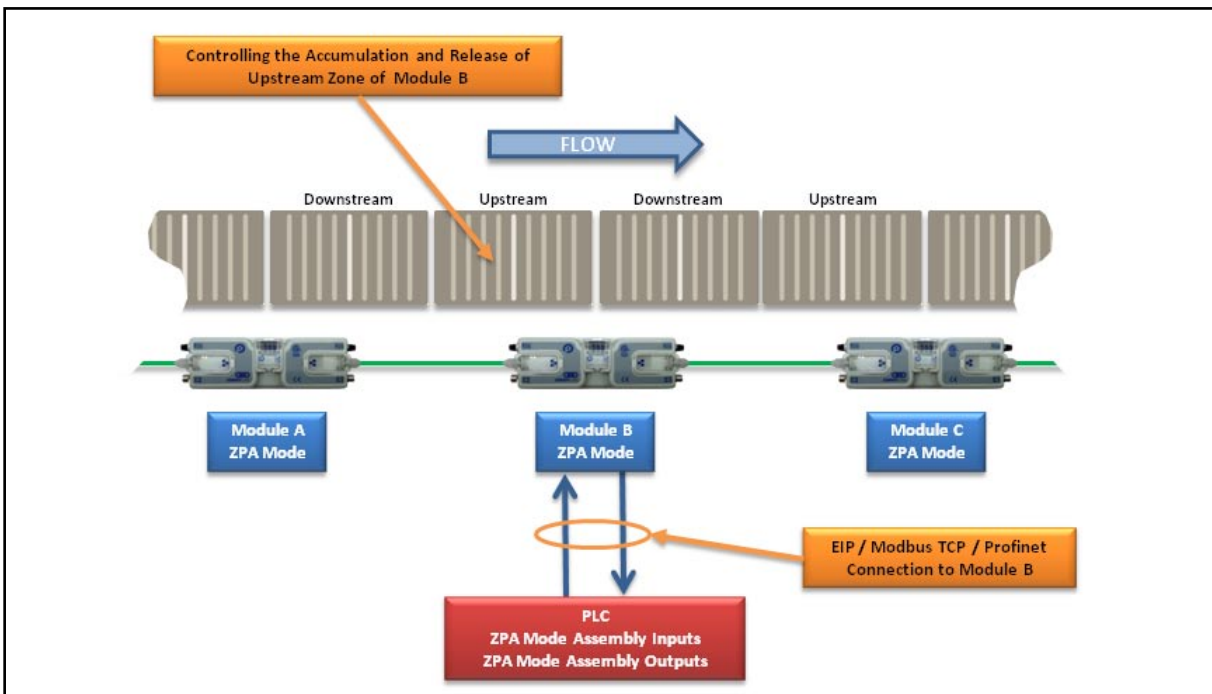 Controlling the Accumulation and Release of
Upstream Zone of Module B
FLOW
Downstream
Upstream
Downstream
Upstream
Module A
ZPA Mode
Module B
ZPA Mode
Module C
ZPA Mode
EIP / Modbus TCP / Profinet
Connection to Module B
PLC
ZPA Mode Assembly Inputs
ZPA Mode Assembly Outputs